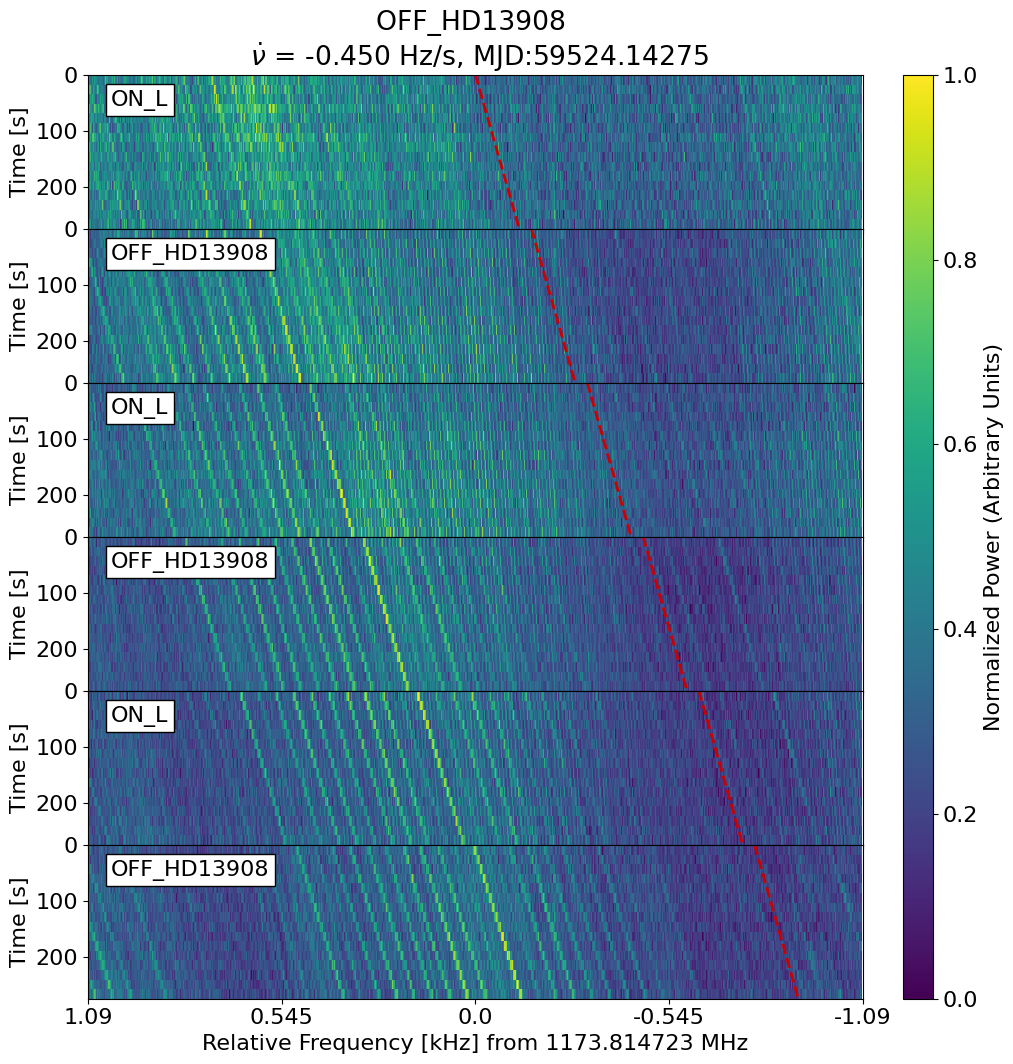 OFF_HD13908
ν̇ = -0.450 Hz/s, MJD:59524.14275
ON_L
OFF_HD13908
ON_L
OFF_HD13908
ON_L
OFF_HD13908
Time [s]
0
100
200
Time [s]
0
100
200
Time [s]
0
100
200
Time [s]
0
100
200
Time [s]
0
100
200
Time [s]
0
100
200
1.09
0.545
0.0
-0.545
-1.09
Relative Frequency [kHz] from 1173.814723 MHz
1.0
0.8
0.6
0.4
0.2
0.0
Normalized Power (Arbitrary Units)